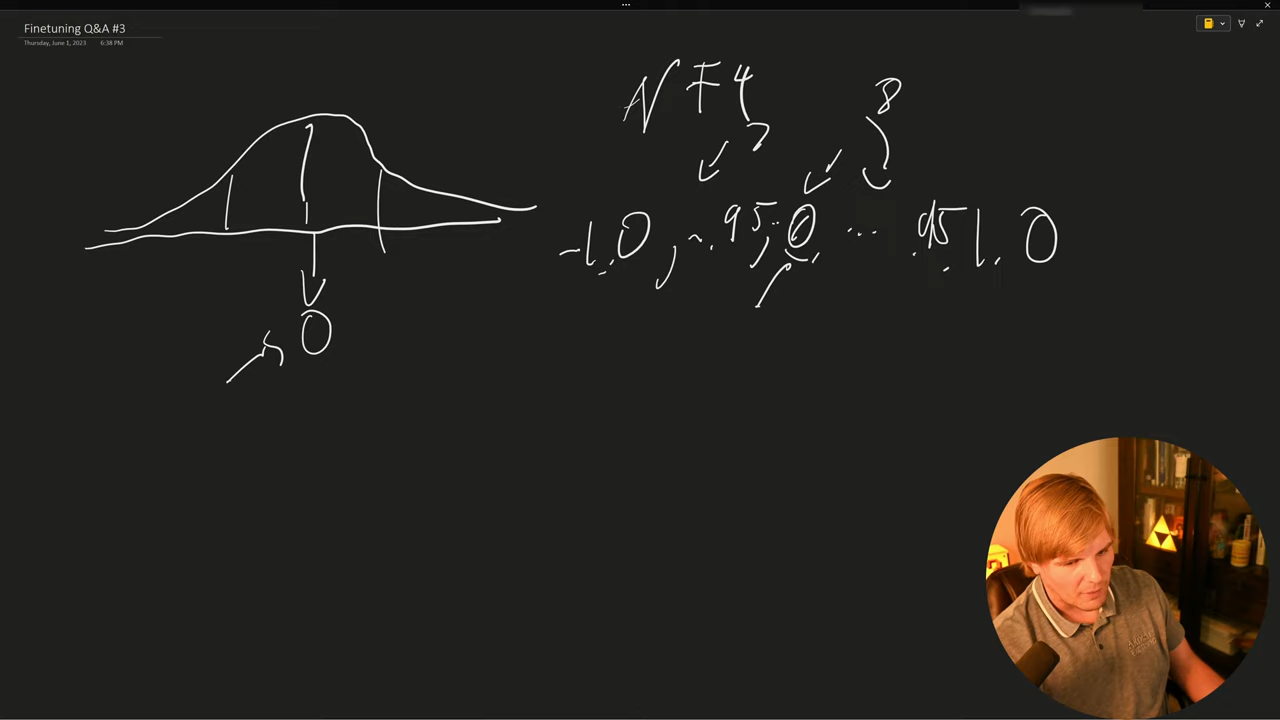 Finetuning Q&A #3
Thursday, June 1, 2023 6:38 PM
NF4 8
7
-1.0, -.95, .. 0, ... .95, 1.0
0